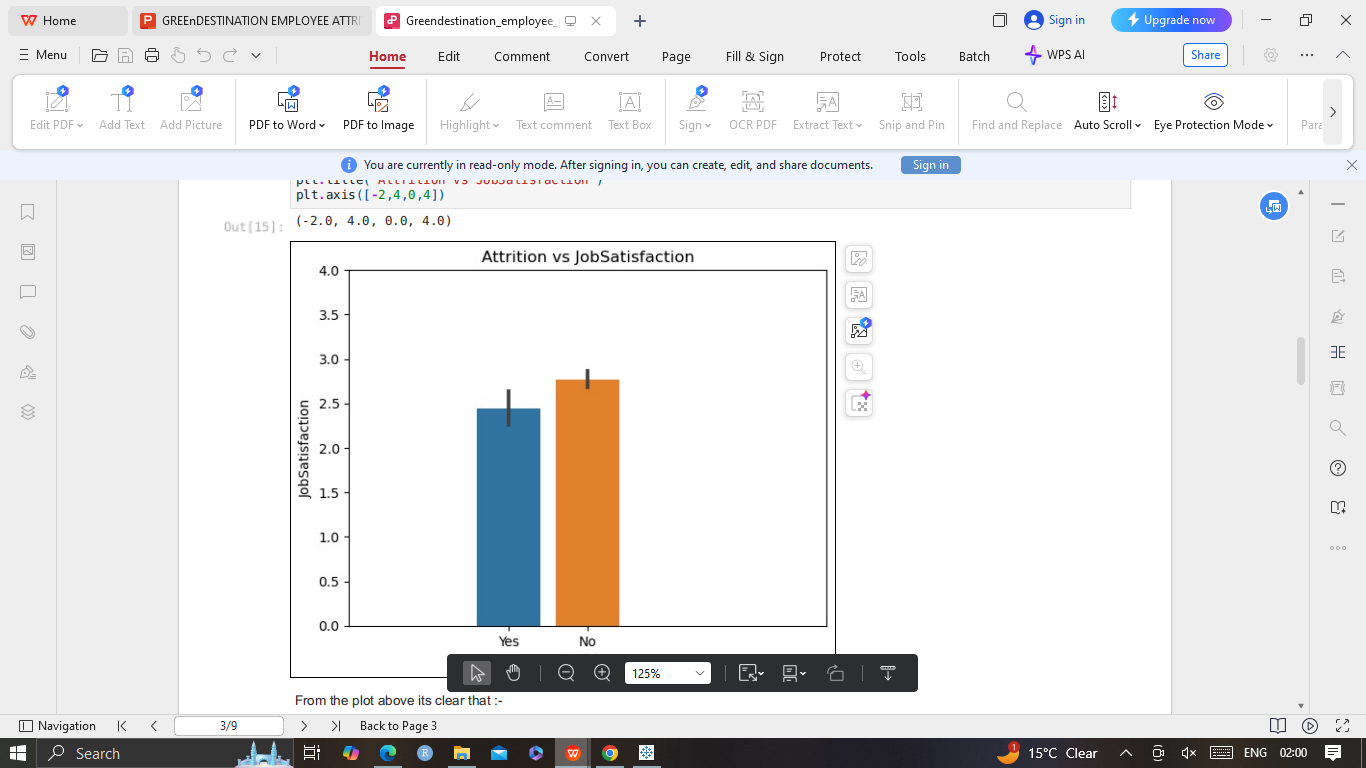 Home
GREEnDESTINATION EMPLOYEE ATTRI
Greendestination_employee_
Sign in
Upgrade now
Menu
Home
Edit
Comment
Convert
Page
Fill & Sign
Protect
Tools
Batch
WPS AI
Share
Edit PDF
Add Text
Add Picture
PDF to Word
PDF to Image
Highlight
Text comment
Text Box
Sign
OCR PDF
Extract Text
Snip and Pin
Find and Replace
Auto Scroll
Eye Protection Mode
Para
You are currently in read-only mode. After signing in, you can create, edit, and share documents.
Sign in
plt.title("Attrition vs JobSatisfaction")
plt.axis([-2,4,0,4])
Out[15]:
(-2.0, 4.0, 0.0, 4.0)
Attrition vs JobSatisfaction
4.0
3.5
3.0
2.5
2.0
1.5
1.0
0.5
0.0
JobSatisfaction
Yes
No
125%
From the plot above its clear that :-
Navigation
3/9
Back to Page 3
Search
1
15°C Clear
ENG
02:00